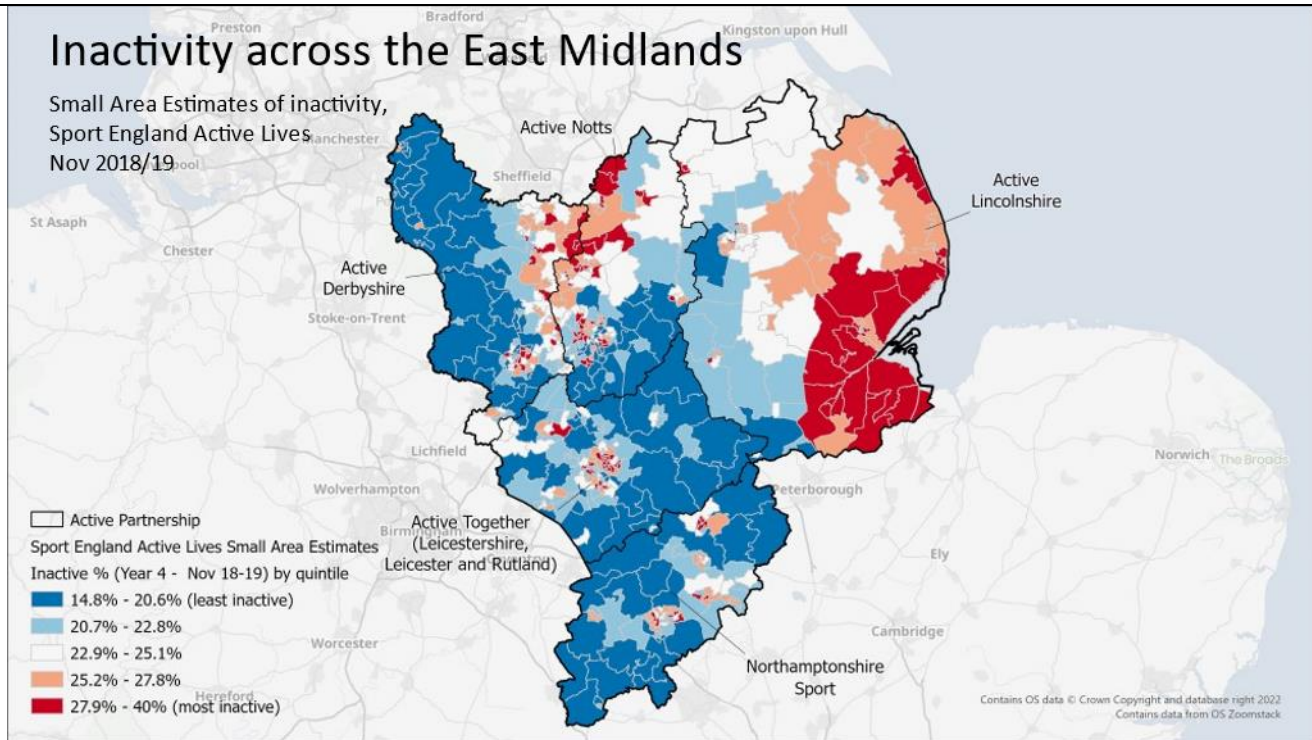 Inactivity across the East Midlands
Small Area Estimates of inactivity,
Sport England Active Lives
Nov 2018/19
Preston
Bradford
Kingston upon Hull
Manchester
Sheffield
Active Notts
Active
Lincolnshire
St Asaph
Chester
Active
Derbyshire
Stoke-on-Trent
Lichfield
Wolverhampton
Birmingham
Peterborough
Norwich
The Broads
Active Together
(Leicestershire,
Leicester and Rutland)
Ely
Cambridge
Worcester
Hereford
Northamptonshire
Sport
Active Partnership
Sport England Active Lives Small Area Estimates
Inactive % (Year 4 - Nov 18-19) by quintile
14.8% - 20.6% (least inactive)
20.7% - 22.8%
22.9% - 25.1%
25.2% - 27.8%
27.9% - 40% (most inactive)
Contains OS data © Crown Copyright and database right 2022
Contains data from OS Zoomstack